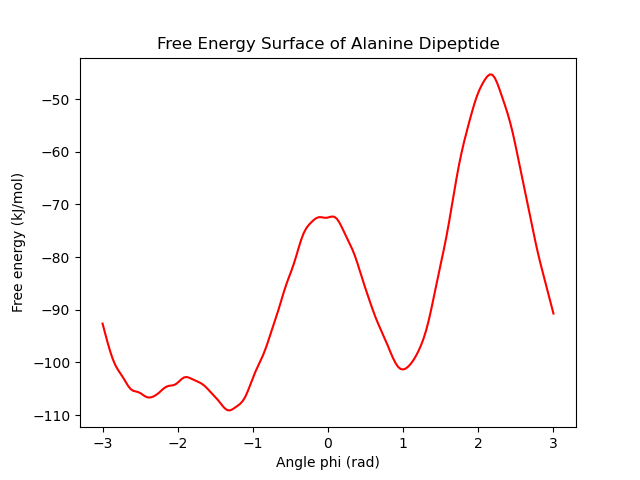 Free Energy Surface of Alanine Dipeptide
Free energy (kJ/mol)
−50
−60
−70
−80
−90
−100
−110
−3 −2 −1 0 1 2 3
Angle phi (rad)